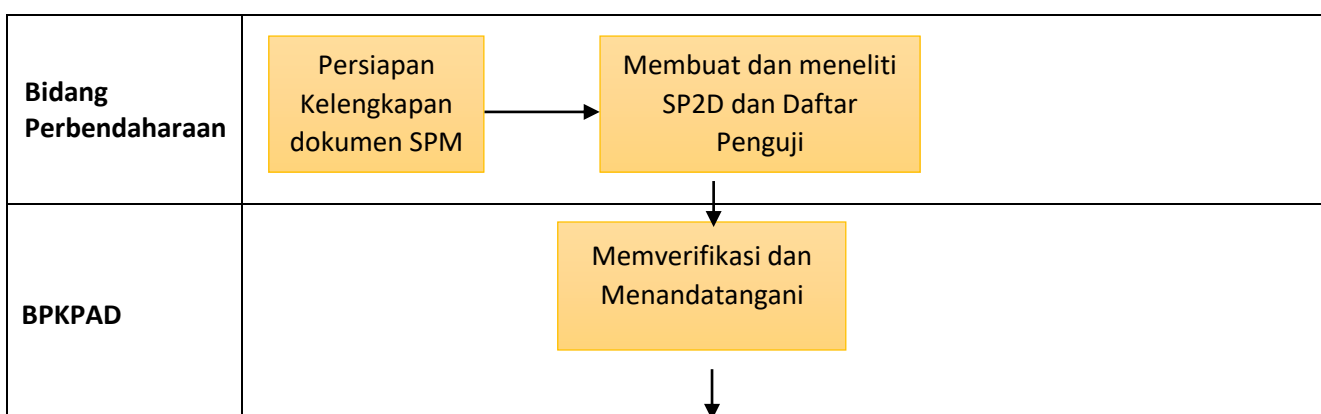 Bidang
Perbendaharaan
Persiapan
Kelengkapan
dokumen SPM
Membuat dan meneliti
SP2D dan Daftar
Penguji
BPKPAD
Memverifikasi dan
Menandatangani